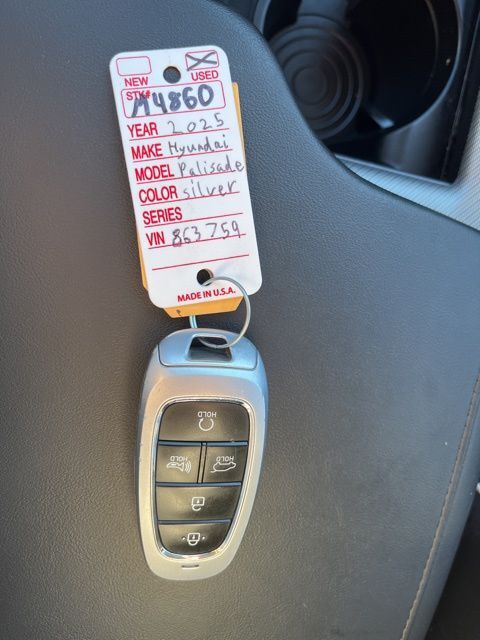 NEW USED
STK# A4860
YEAR 2025
MAKE Hyundai
MODEL Palisade
COLOR silver
SERIES
VIN 863759
MADE IN U.S.A.
HOLD
HOLD HOLD